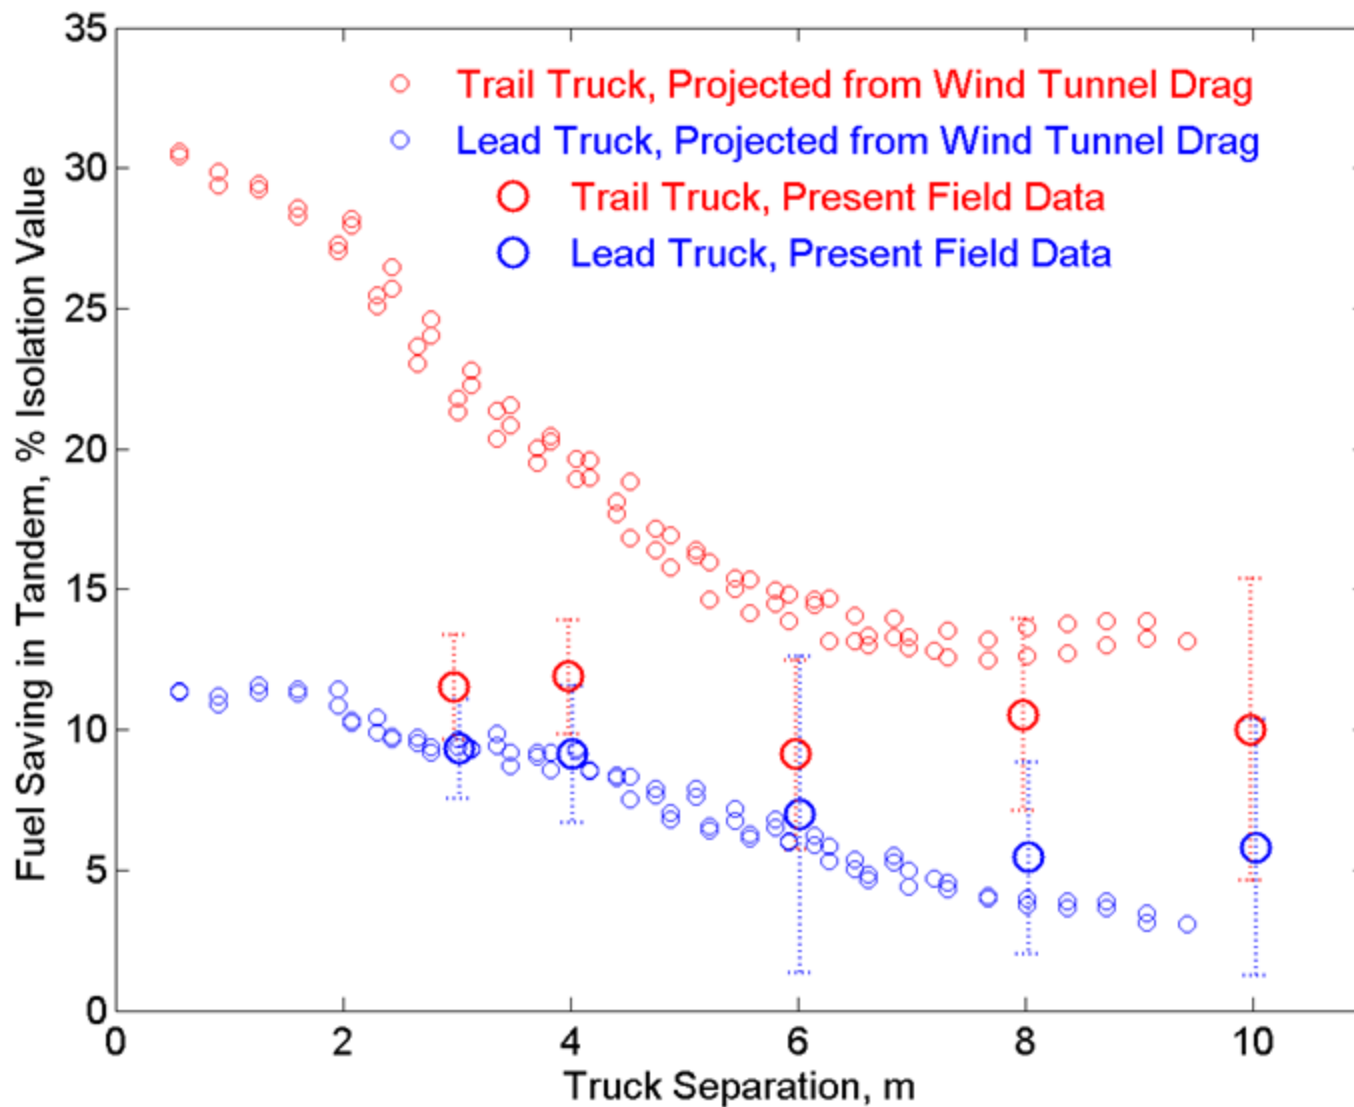 35
Trail Truck, Projected from Wind Tunnel Drag
Lead Truck, Projected from Wind Tunnel Drag
Trail Truck, Present Field Data
Lead Truck, Present Field Data
30
25
20
15
10
5
0
Fuel Saving in Tandem, % Isolation Value
0 2 4 6 8 10
Truck Separation, m